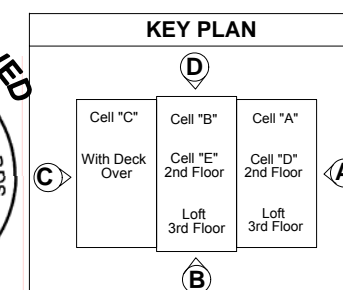 KEY PLAN
D
Cell "C"
With Deck
Over
Cell "B"
Cell "E"
2nd Floor
Loft
3rd Floor
Cell "A"
Cell "D"
2nd Floor
Loft
3rd Floor
C
A
B